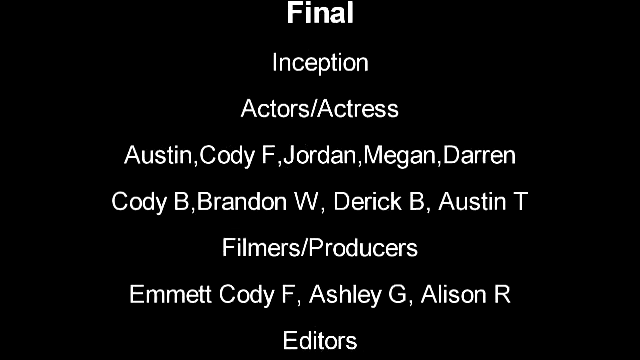 Final
Inception
Actors/Actress
Austin,Cody F,Jordan,Megan,Darren
Cody B,Brandon W, Derick B, Austin T
Filmers/Producers
Emmett Cody F, Ashley G, Alison R
Editors